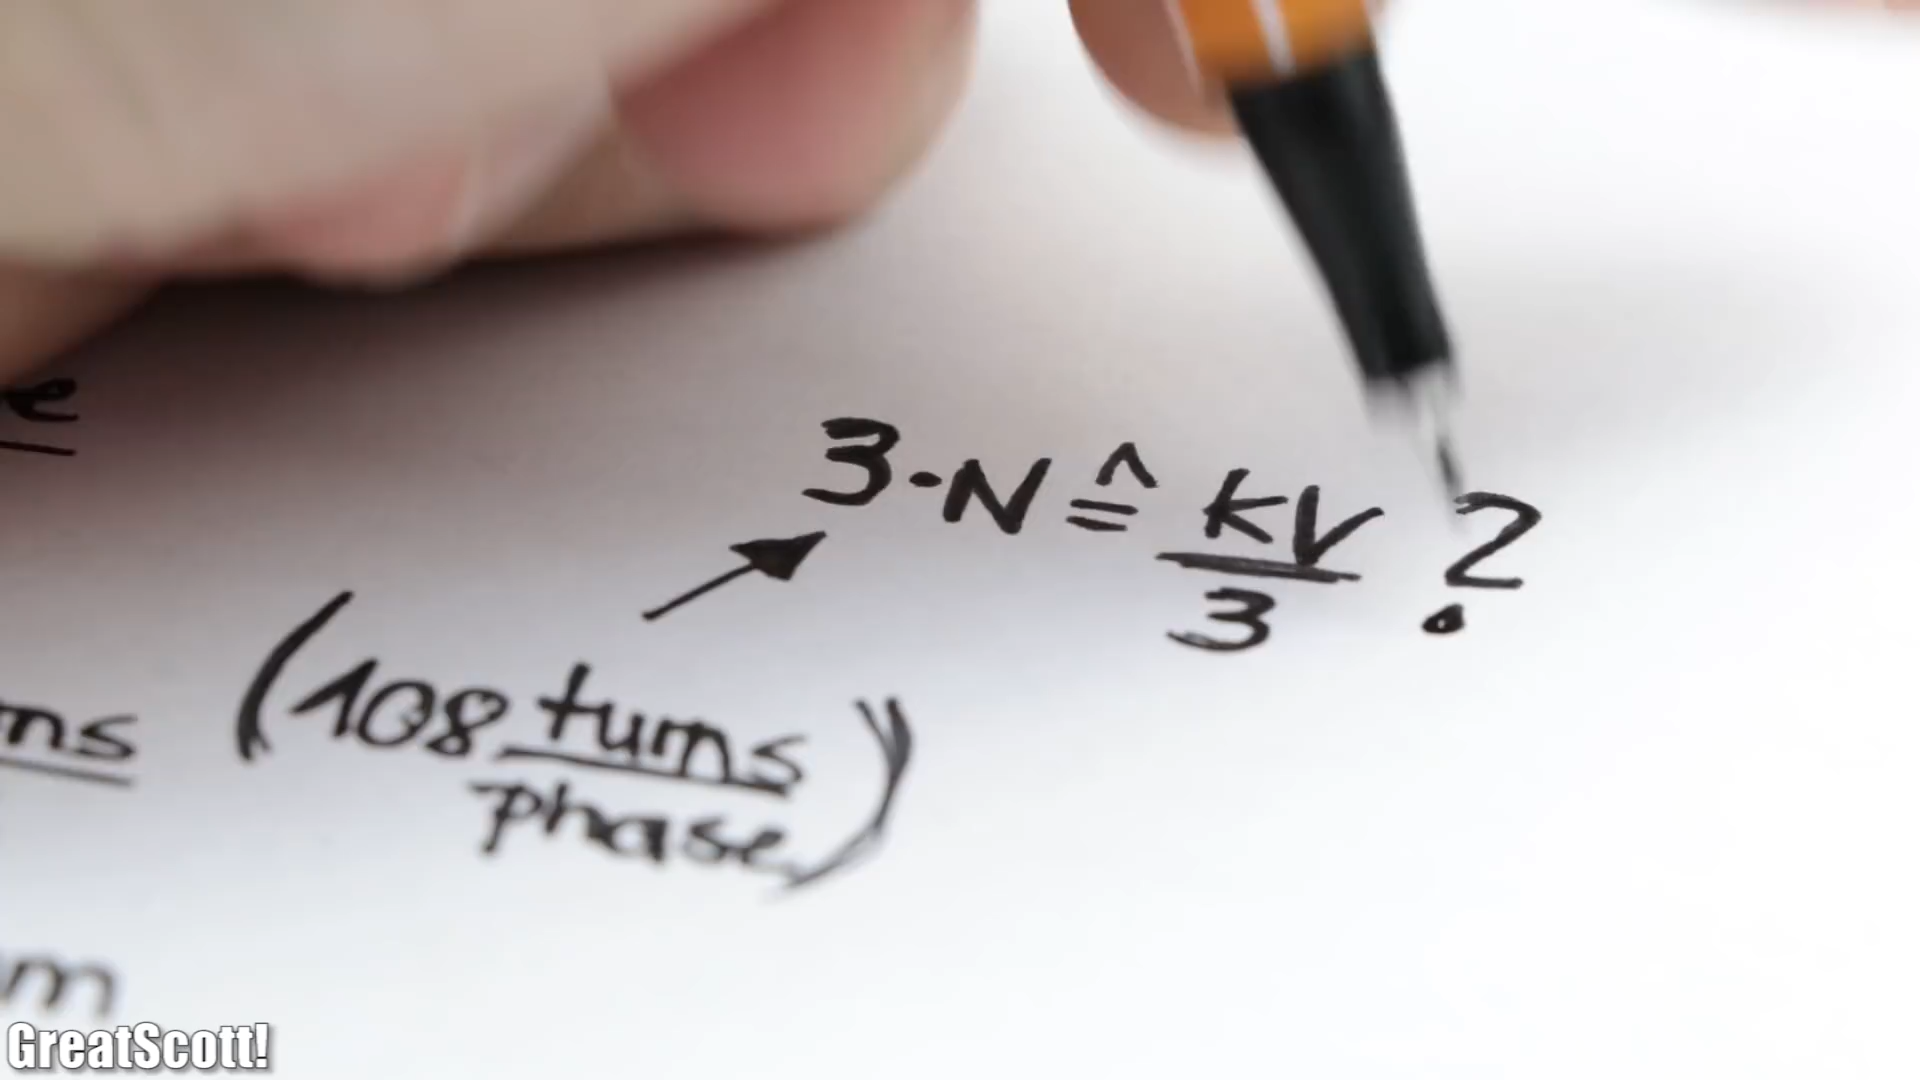 3·N ≙ kV/3 ?
(108 turns/phase)
GreatScott!